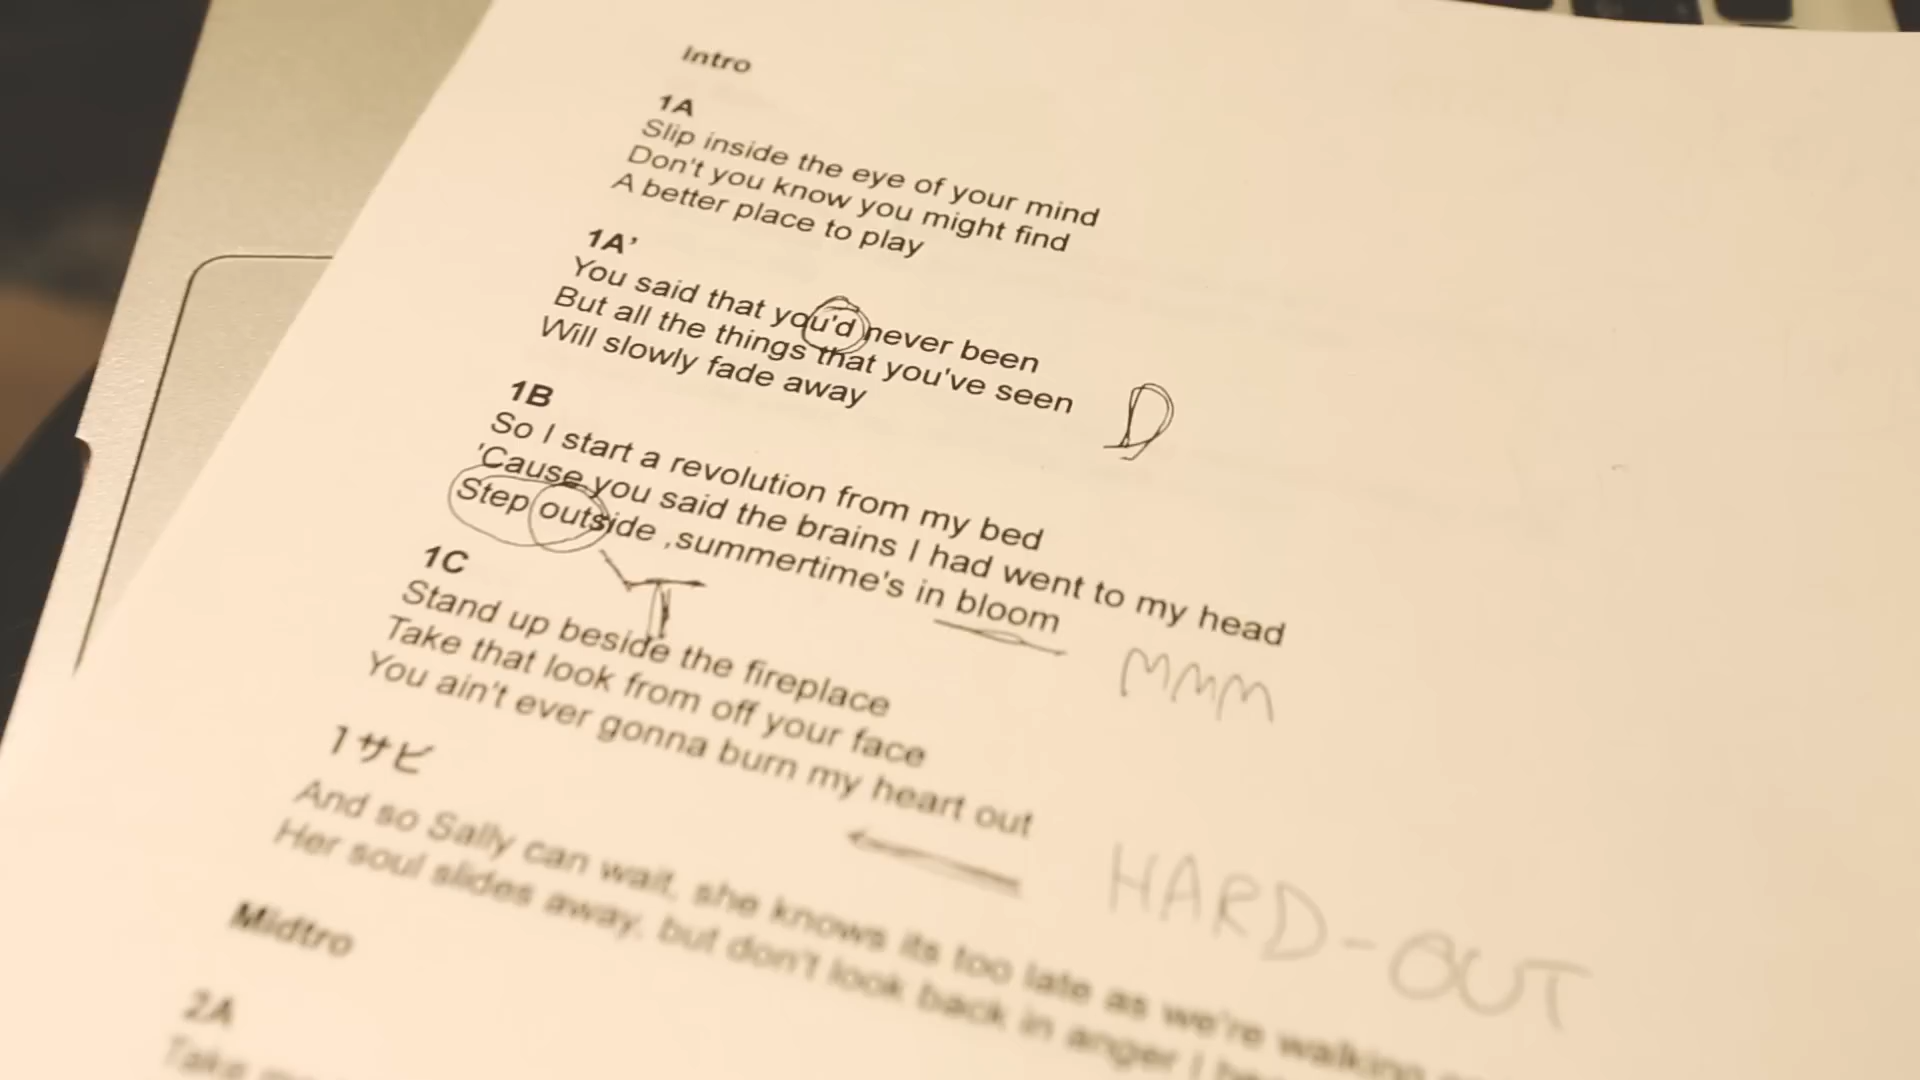 Intro
1A
Slip inside the eye of your mind
Don't you know you might find
A better place to play
1A’
You said that you'd never been
But all the things that you've seen
Will slowly fade away
D
1B
So I start a revolution from my bed
'Cause you said the brains I had went to my head
Step outside ,summertime's in bloom
T
MMM
1C
Stand up beside the fireplace
Take that look from off your face
You ain't ever gonna burn my heart out
HARD-OUT
1サビ
And so Sally can wait, she knows its too late as we're walking
Her soul slides away, but don't look back in anger I
Midtro
2A
Take